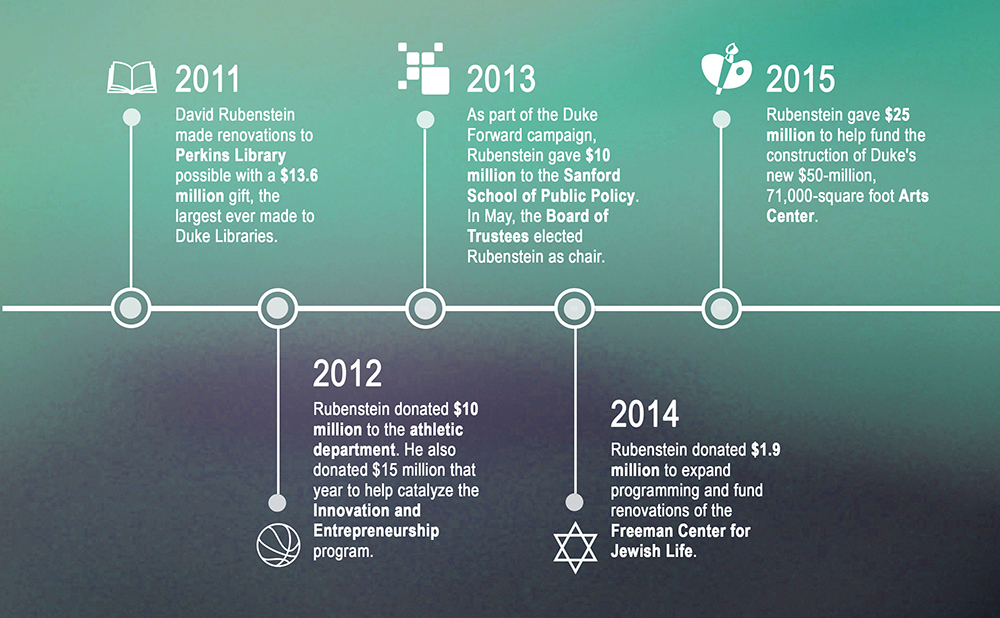 2011
David Rubenstein
made renovations to
Perkins Library
possible with a $13.6
million gift, the
largest ever made to
Duke Libraries.
2012
Rubenstein donated $10
million to the athletic
department. He also
donated $15 million that
year to help catalyze the
Innovation and
Entrepreneurship
program.
2013
As part of the Duke
Forward campaign,
Rubenstein gave $10
million to the Sanford
School of Public Policy.
In May, the Board of
Trustees elected
Rubenstein as chair.
2014
Rubenstein donated $1.9
million to expand
programming and fund
renovations of the
Freeman Center for
Jewish Life.
2015
Rubenstein gave $25
million to help fund the
construction of Duke's
new $50-million,
71,000-square foot Arts
Center.